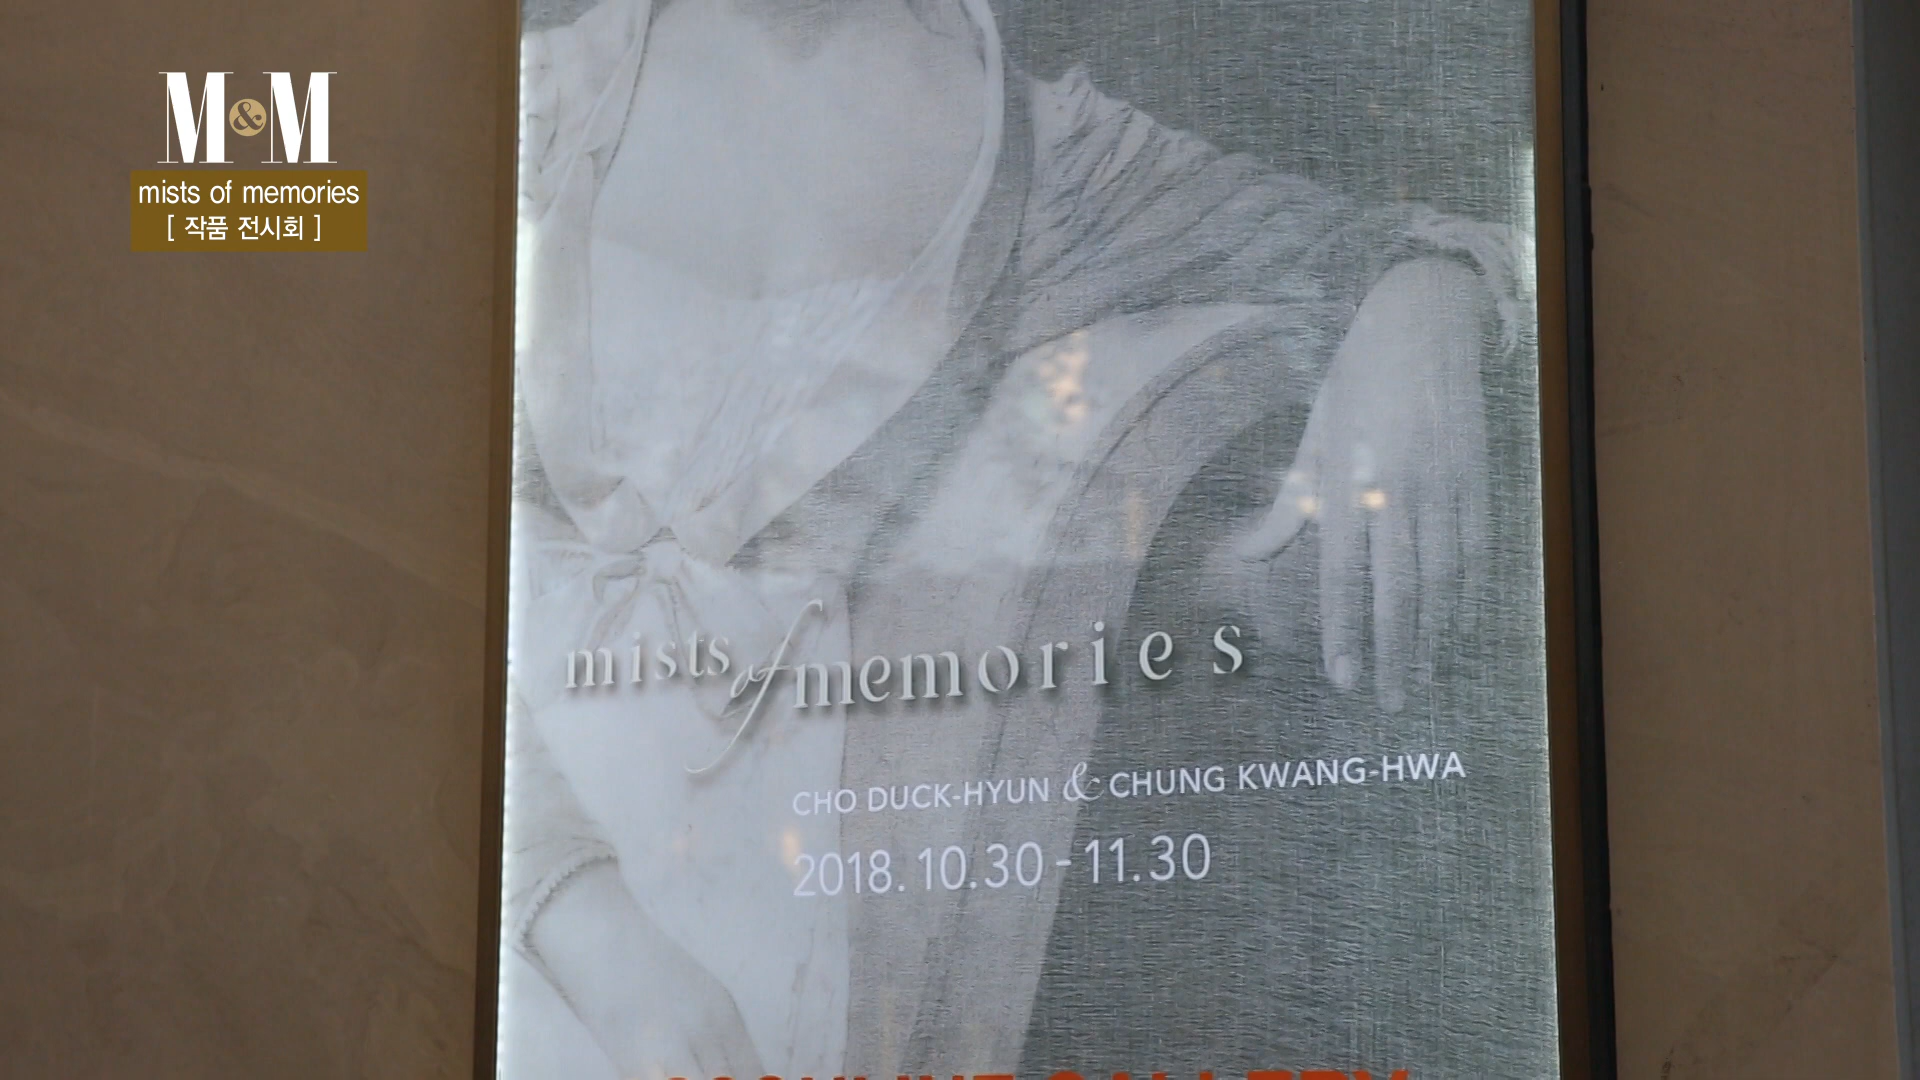 M&M
mists of memories
[ 작품 전시회 ]
mists of memories
CHO DUCK-HYUN & CHUNG KWANG-HWA
2018. 10.30 - 11.30
GALLERY